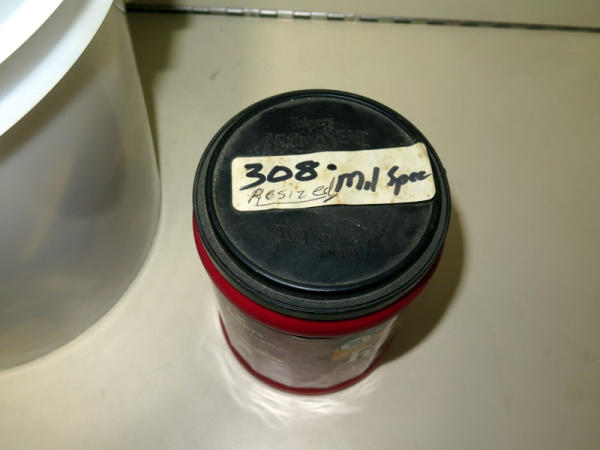 Folgers
AROMASEAL
308. Mil Spec
Resized